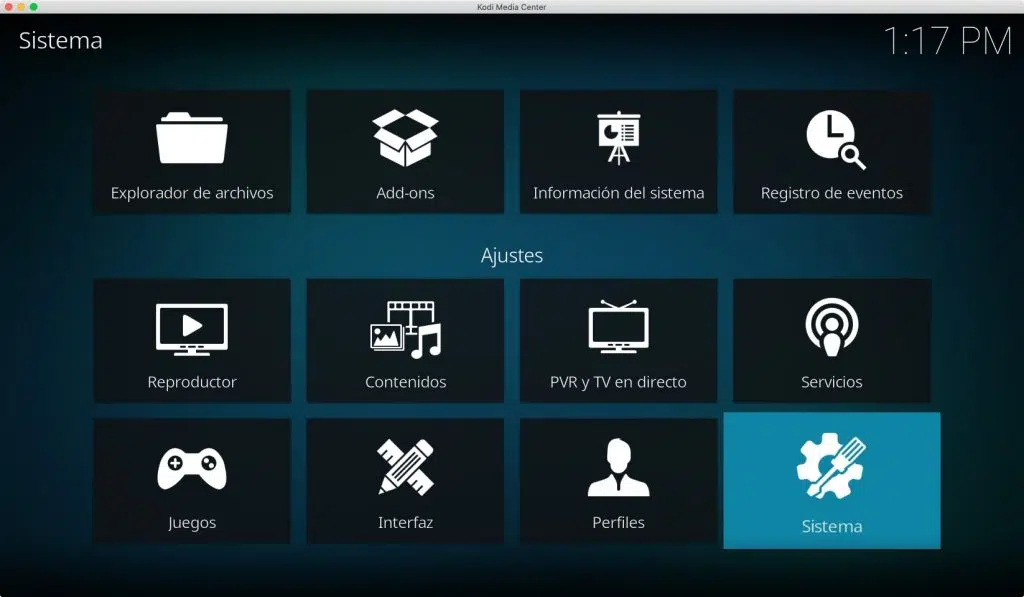 Kodi Media Center
Sistema
1:17 PM
Explorador de archivos
Add-ons
Información del sistema
Registro de eventos
Ajustes
Reproductor
Contenidos
PVR y TV en directo
Servicios
Juegos
Interfaz
Perfiles
Sistema